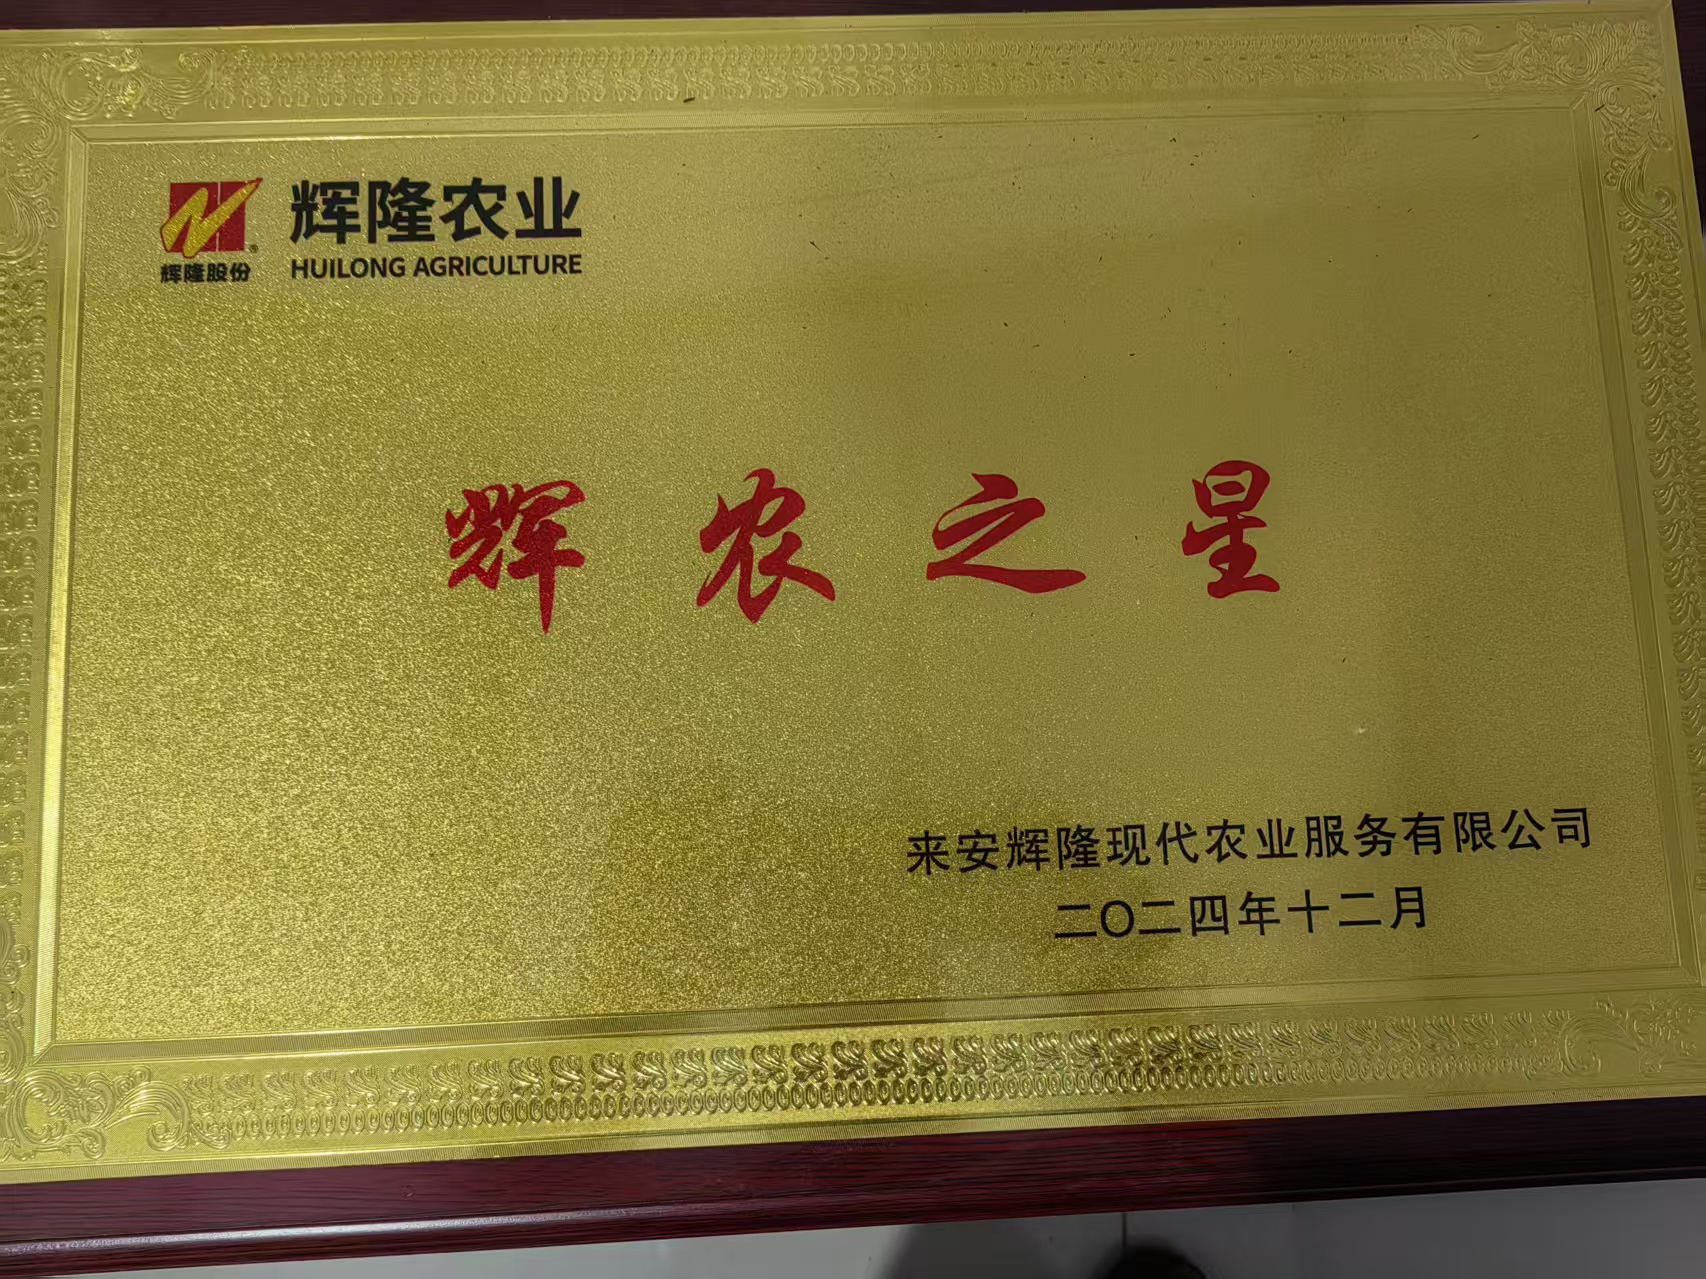 辉隆农业
辉隆股份
HUILONG AGRICULTURE
辉农之星
来安辉隆现代农业服务有限公司
二〇二四年十二月